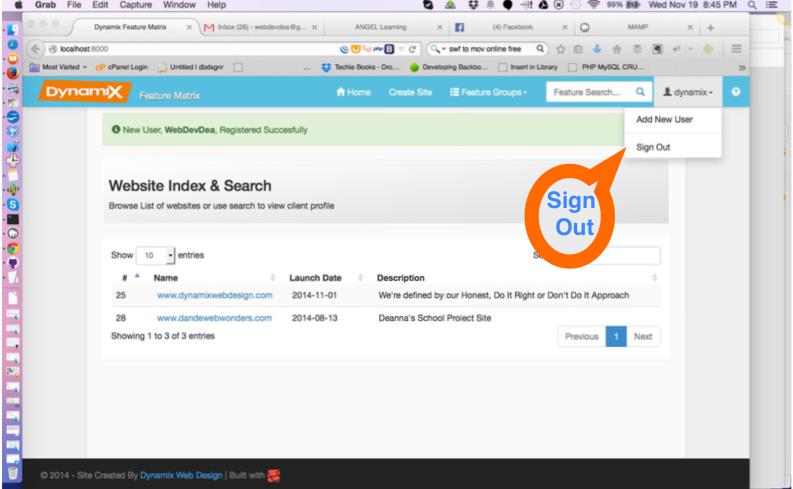 Grab File Edit Capture Window Help 99% Wed Nov 19 8:45 PM
Dynamix Feature Matrix Inbox (28) - webdevdea@g... ANGEL Learning (4) Facebook MAMP
localhost:8000 swf to mov online free
Most Visited cPanel Login Untitled I dbdsgnr ... Techie Books - Dro... Developing Backbo... Insert in Library PHP MySQL CRU...
DynamiX Feature Matrix Home Create Site Feature Groups Feature Search... dynamix
Add New User
Sign Out
New User, WebDevDea, Registered Succesfully
Sign
Out
Website Index & Search
Browse List of websites or use search to view client profile
Show 10 entries
# Name Launch Date Description
25 www.dynamixwebdesign.com 2014-11-01 We're defined by our Honest, Do It Right or Don't Do It Approach
28 www.dandewebwonders.com 2014-08-13 Deanna's School Project Site
Showing 1 to 3 of 3 entries
Previous 1 Next
© 2014 - Site Created By Dynamix Web Design | Built with